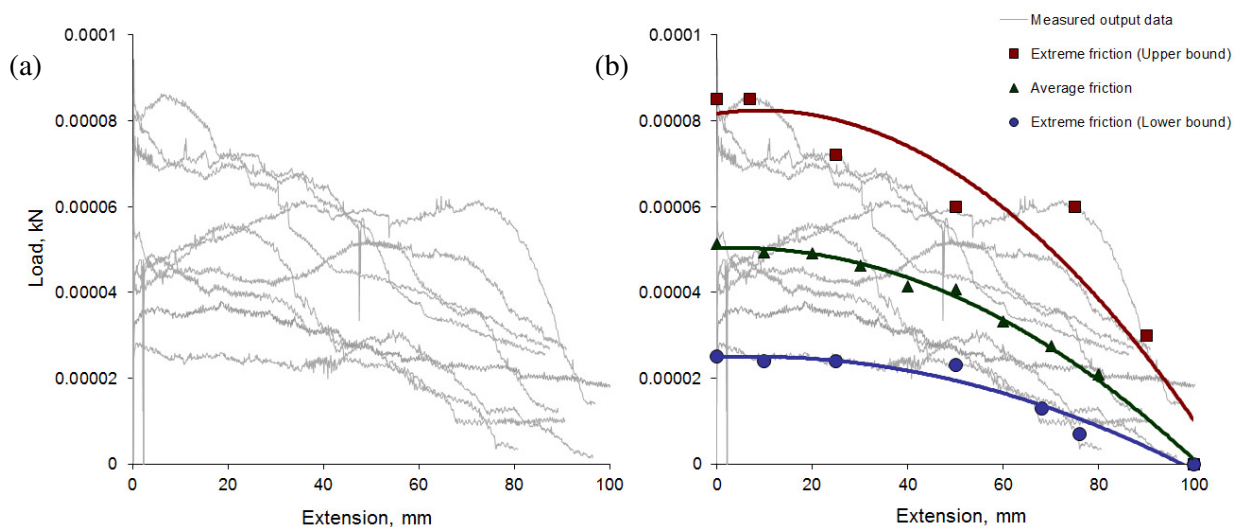 (a)
0.0001
0.00008
0.00006
0.00004
0.00002
0
Load, kN
0
20
40
60
80
100
Extension, mm
(b)
Measured output data
Extreme friction (Upper bound)
Average friction
Extreme friction (Lower bound)
0.0001
0.00008
0.00006
0.00004
0.00002
0
0
20
40
60
80
100
Extension, mm